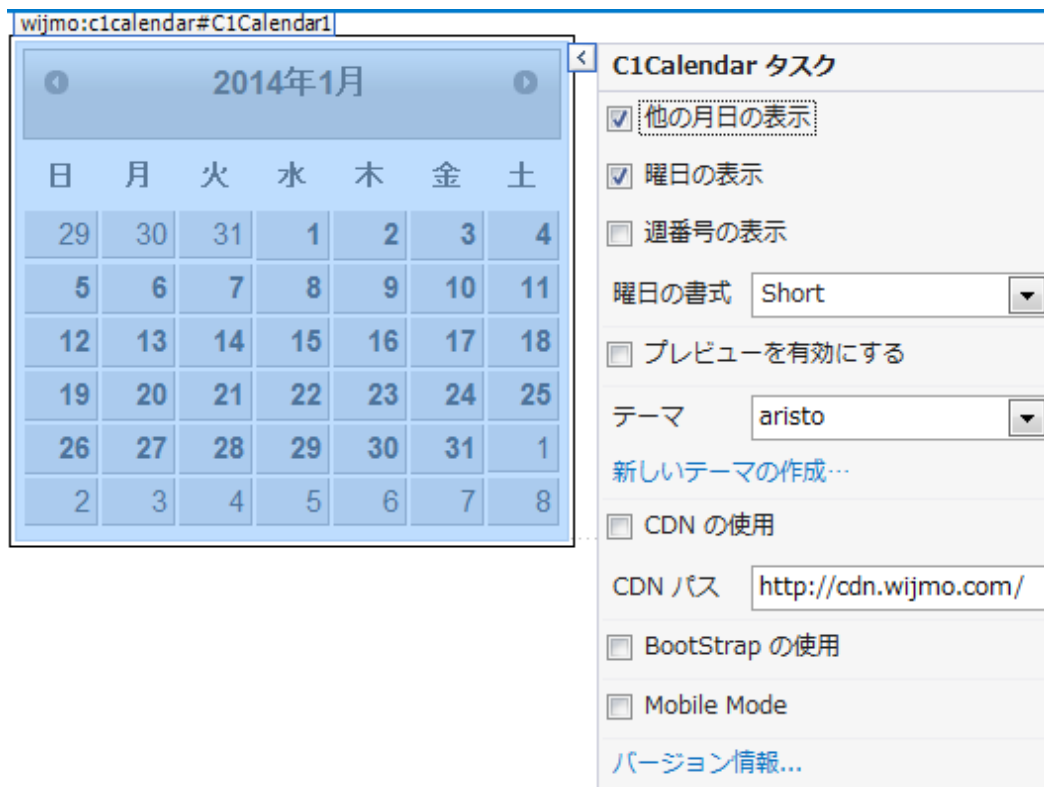 wijmo:c1calendar#C1Calendar1
2014年1月
日 月 火 水 木 金 土
29 30 31 1 2 3 4
5 6 7 8 9 10 11
12 13 14 15 16 17 18
19 20 21 22 23 24 25
26 27 28 29 30 31 1
2 3 4 5 6 7 8
C1Calendar タスク
他の月日の表示
曜日の表示
週番号の表示
曜日の書式 Short
プレビューを有効にする
テーマ aristo
新しいテーマの作成…
CDN の使用
CDN パス http://cdn.wijmo.com/
BootStrap の使用
Mobile Mode
バージョン情報...